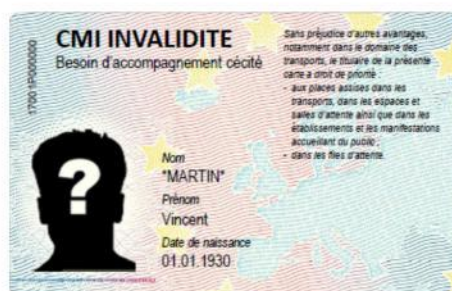 CMI INVALIDITE
Besoin d'accompagnement cécité
Sans préjudice d'autres avantages,
notamment dans le domaine des
transports, le titulaire de la présente
carte a droit de priorité :
- aux places assises dans les
transports, dans les espaces et
salles d'attente ainsi que dans les
établissements et les manifestations
accueillant du public ;
- dans les files d'attente.
?
Nom
"MARTIN"
Prénom
Vincent
Date de naissance
01.01.1930